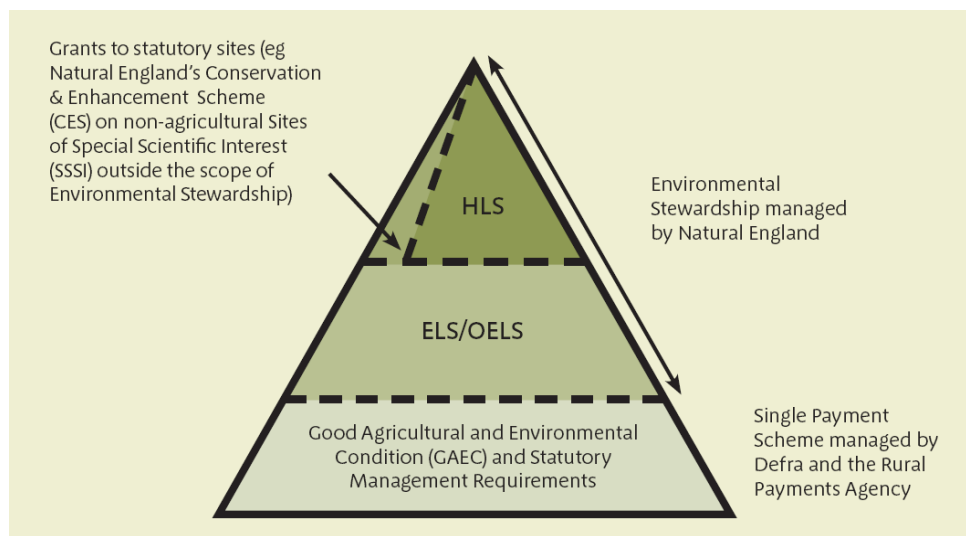 Grants to statutory sites (eg
Natural England's Conservation
& Enhancement Scheme
(CES) on non-agricultural Sites
of Special Scientific Interest
(SSSI) outside the scope of
Environmental Stewardship)
HLS
Environmental
Stewardship managed
by Natural England
ELS/OELS
Good Agricultural and Environmental
Condition (GAEC) and Statutory
Management Requirements
Single Payment
Scheme managed by
Defra and the Rural
Payments Agency